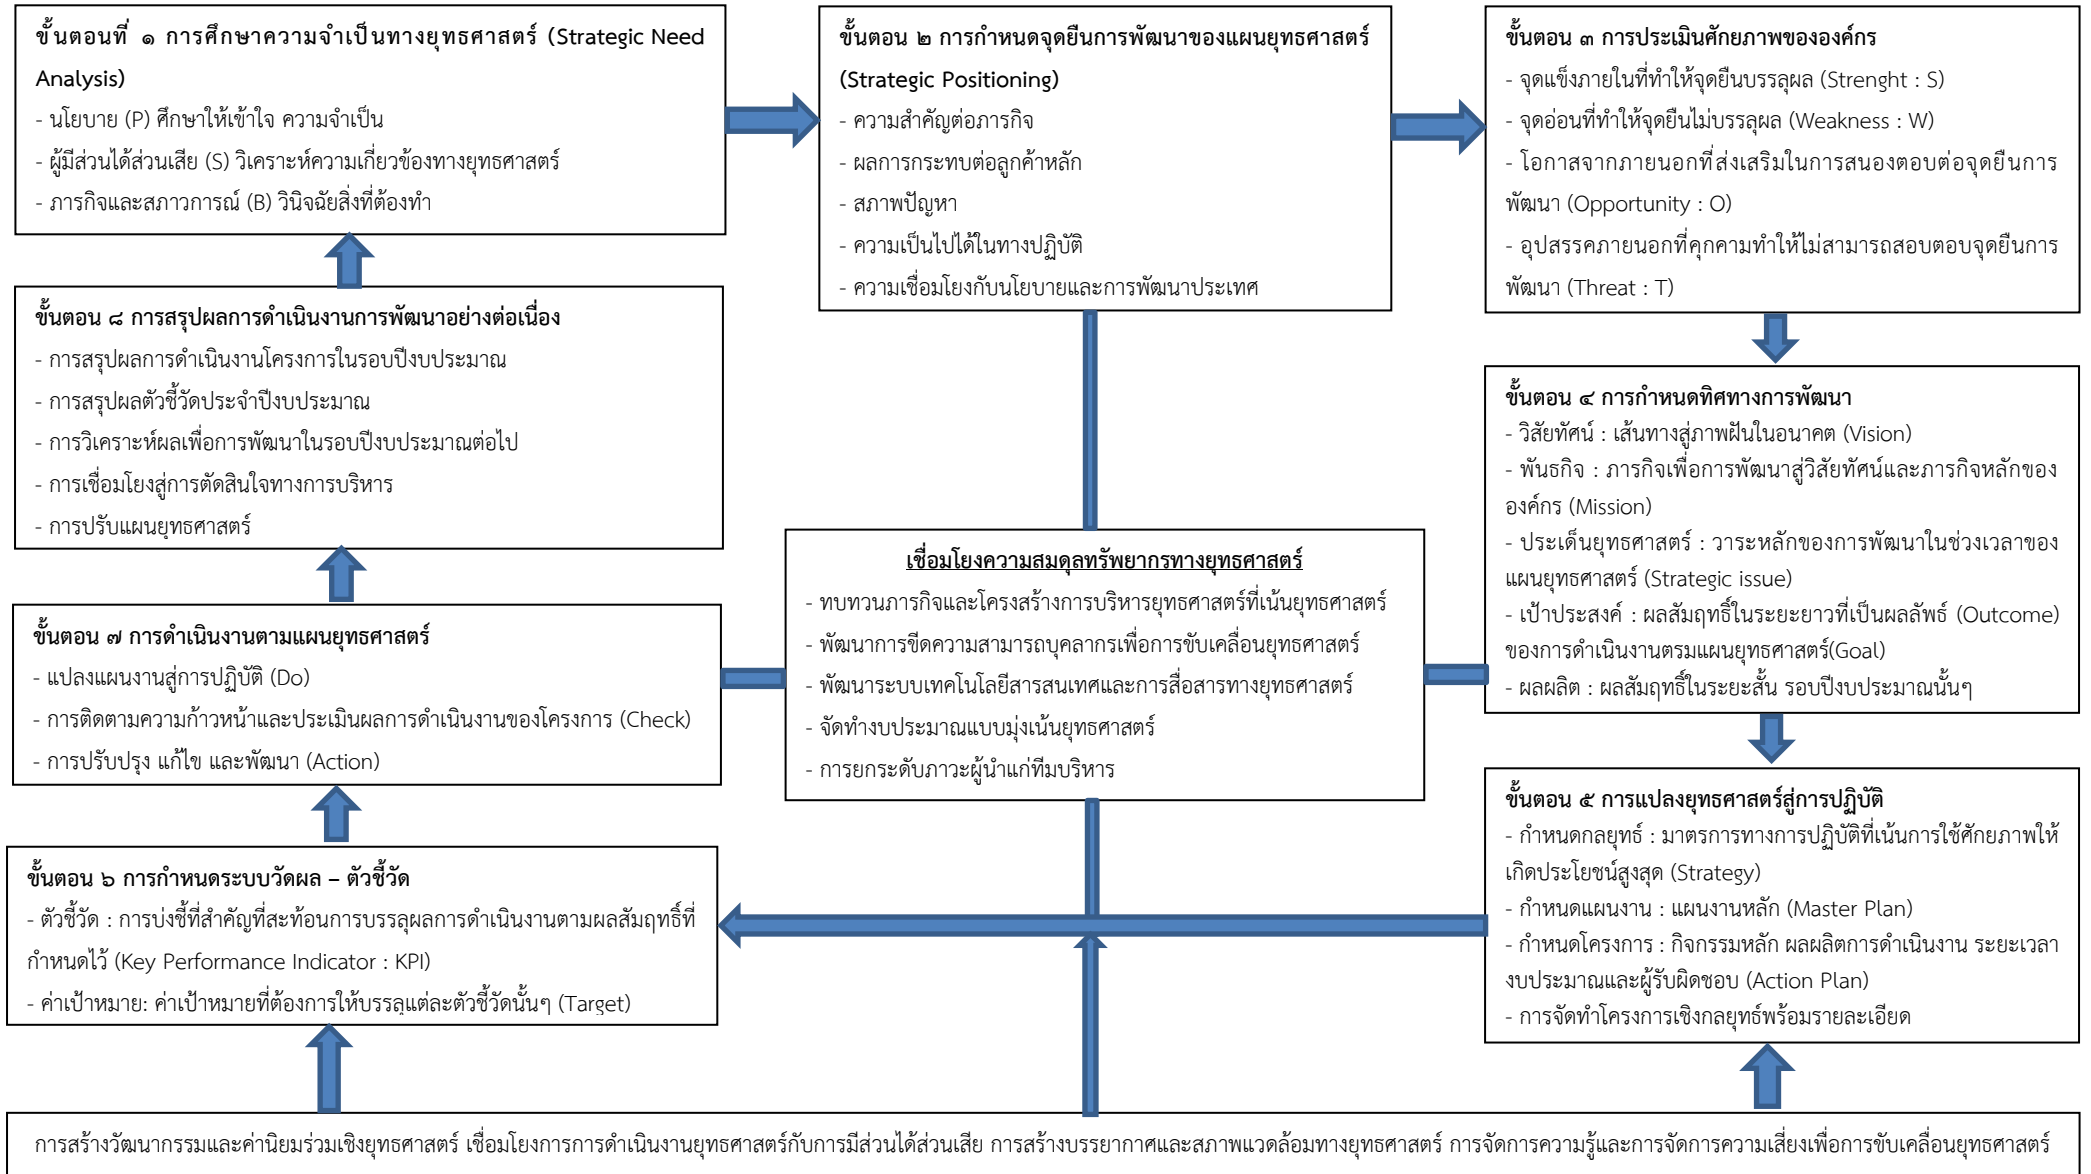 ขั้นตอนที่ ๑ การศึกษาความจำเป็นทางยุทธศาสตร์ (Strategic Need
Analysis)
- นโยบาย (P) ศึกษาให้เข้าใจ ความจำเป็น
- ผู้มีส่วนได้ส่วนเสีย (S) วิเคราะห์ความเกี่ยวข้องทางยุทธศาสตร์
- ภารกิจและสภาวการณ์ (B) วินิจฉัยสิ่งที่ต้องทำ
ขั้นตอน ๒ การกำหนดจุดยืนการพัฒนาของแผนยุทธศาสตร์
(Strategic Positioning)
- ความสำคัญต่อภารกิจ
- ผลการกระทบต่อลูกค้าหลัก
- สภาพปัญหา
- ความเป็นไปได้ในทางปฏิบัติ
- ความเชื่อมโยงกับนโยบายและการพัฒนาประเทศ
ขั้นตอน ๓ การประเมินศักยภาพขององค์กร
- จุดแข็งภายในที่ทำให้จุดยืนบรรลุผล (Strenght : S)
- จุดอ่อนที่ทำให้จุดยืนไม่บรรลุผล (Weakness : W)
- โอกาสจากภายนอกที่ส่งเสริมในการสนองตอบต่อจุดยืนการ
พัฒนา (Opportunity : O)
- อุปสรรคภายนอกที่คุกคามทำให้ไม่สามารถสอบตอบจุดยืนการ
พัฒนา (Threat : T)
ขั้นตอน ๔ การกำหนดทิศทางการพัฒนา
- วิสัยทัศน์ : เส้นทางสู่ภาพฝันในอนาคต (Vision)
- พันธกิจ : ภารกิจเพื่อการพัฒนาสู่วิสัยทัศน์และภารกิจหลักของ
องค์กร (Mission)
- ประเด็นยุทธศาสตร์ : วาระหลักของการพัฒนาในช่วงเวลาของ
แผนยุทธศาสตร์ (Strategic issue)
- เป้าประสงค์ : ผลสัมฤทธิ์ในระยะยาวที่เป็นผลลัพธ์ (Outcome)
ของการดำเนินงานตรมแผนยุทธศาสตร์(Goal)
- ผลผลิต : ผลสัมฤทธิ์ในระยะสั้น รอบปีงบประมาณนั้นๆ
ขั้นตอน ๕ การแปลงยุทธศาสตร์สู่การปฏิบัติ
- กำหนดกลยุทธ์ : มาตรการทางการปฏิบัติที่เน้นการใช้ศักยภาพให้
เกิดประโยชน์สูงสุด (Strategy)
- กำหนดแผนงาน : แผนงานหลัก (Master Plan)
- กำหนดโครงการ : กิจกรรมหลัก ผลผลิตการดำเนินงาน ระยะเวลา
งบประมาณและผู้รับผิดชอบ (Action Plan)
- การจัดทำโครงการเชิงกลยุทธ์พร้อมรายละเอียด
ขั้นตอน ๖ การกำหนดระบบวัดผล – ตัวชี้วัด
- ตัวชี้วัด : การบ่งชี้ที่สำคัญที่สะท้อนการบรรลุผลการดำเนินงานตามผลสัมฤทธิ์ที่
กำหนดไว้ (Key Performance Indicator : KPI)
- ค่าเป้าหมาย: ค่าเป้าหมายที่ต้องการให้บรรลุแต่ละตัวชี้วัดนั้นๆ (Target)
ขั้นตอน ๗ การดำเนินงานตามแผนยุทธศาสตร์
- แปลงแผนงานสู่การปฏิบัติ (Do)
- การติดตามความก้าวหน้าและประเมินผลการดำเนินงานของโครงการ (Check)
- การปรับปรุง แก้ไข และพัฒนา (Action)
ขั้นตอน ๘ การสรุปผลการดำเนินงานการพัฒนาอย่างต่อเนื่อง
- การสรุปผลการดำเนินงานโครงการในรอบปีงบประมาณ
- การสรุปผลตัวชี้วัดประจำปีงบประมาณ
- การวิเคราะห์ผลเพื่อการพัฒนาในรอบปีงบประมาณต่อไป
- การเชื่อมโยงสู่การตัดสินใจทางการบริหาร
- การปรับแผนยุทธศาสตร์
เชื่อมโยงความสมดุลทรัพยากรทางยุทธศาสตร์
- ทบทวนภารกิจและโครงสร้างการบริหารยุทธศาสตร์ที่เน้นยุทธศาสตร์
- พัฒนาการขีดความสามารถบุคลากรเพื่อการขับเคลื่อนยุทธศาสตร์
- พัฒนาระบบเทคโนโลยีสารสนเทศและการสื่อสารทางยุทธศาสตร์
- จัดทำงบประมาณแบบมุ่งเน้นยุทธศาสตร์
- การยกระดับภาวะผู้นำแก่ทีมบริหาร
การสร้างวัฒนากรรมและค่านิยมร่วมเชิงยุทธศาสตร์ เชื่อมโยงการการดำเนินงานยุทธศาสตร์กับการมีส่วนได้ส่วนเสีย การสร้างบรรยากาศและสภาพแวดล้อมทางยุทธศาสตร์ การจัดการความรู้และการจัดการความเสี่ยงเพื่อการขับเคลื่อนยุทธศาสตร์